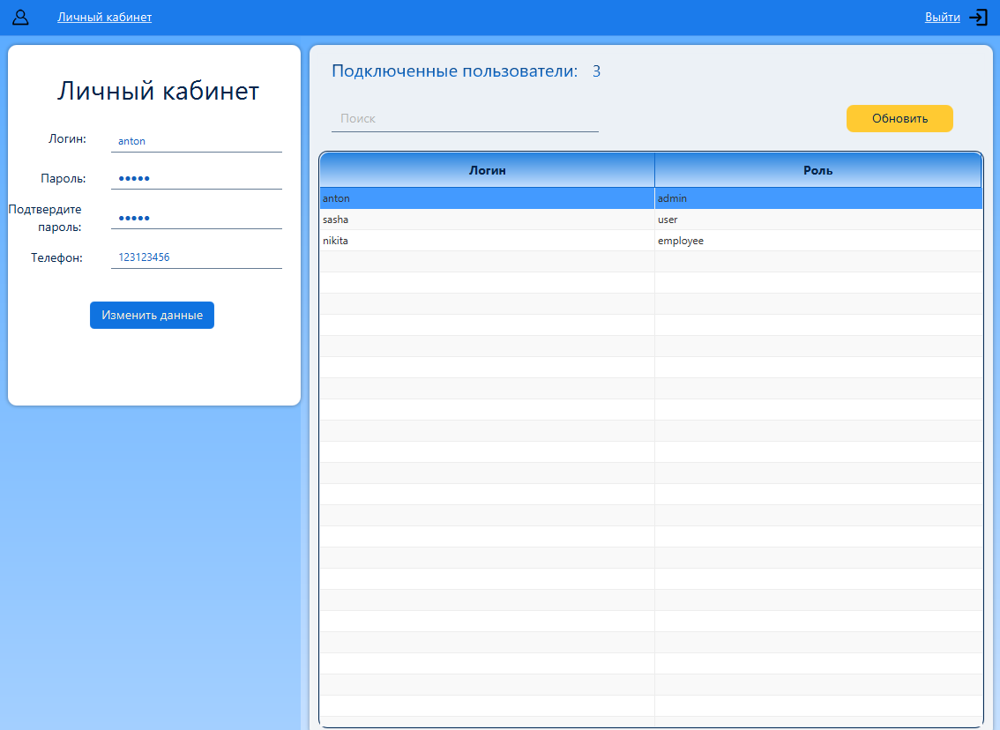 Личный кабинет
Выйти
Личный кабинет
Логин:
anton
Пароль:
•••••
Подтвердите
пароль:
•••••
Телефон:
123123456
Изменить данные
Подключенные пользователи: 3
Поиск
Обновить
Логин Роль
anton admin
sasha user
nikita employee